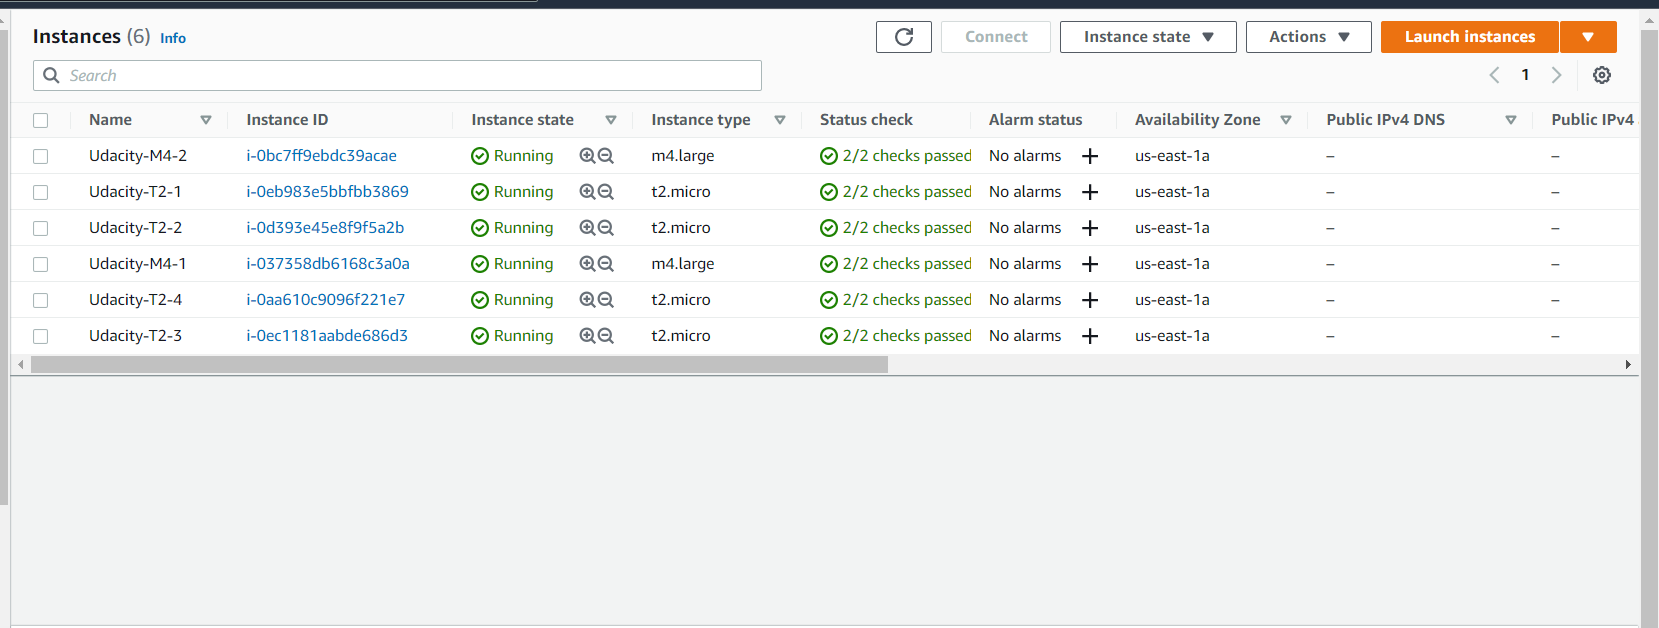 Instances (6) Info Connect Instance state Actions Launch instances
Search 1
Name Instance ID Instance state Instance type Status check Alarm status Availability Zone Public IPv4 DNS Public IPv4
Udacity-M4-2 i-0bc7ff9ebdc39acae Running m4.large 2/2 checks passed No alarms + us-east-1a – –
Udacity-T2-1 i-0eb983e5bbfbb3869 Running t2.micro 2/2 checks passed No alarms + us-east-1a – –
Udacity-T2-2 i-0d393e45e8f9f5a2b Running t2.micro 2/2 checks passed No alarms + us-east-1a – –
Udacity-M4-1 i-037358db6168c3a0a Running m4.large 2/2 checks passed No alarms + us-east-1a – –
Udacity-T2-4 i-0aa610c9096f221e7 Running t2.micro 2/2 checks passed No alarms + us-east-1a – –
Udacity-T2-3 i-0ec1181aabde686d3 Running t2.micro 2/2 checks passed No alarms + us-east-1a – –